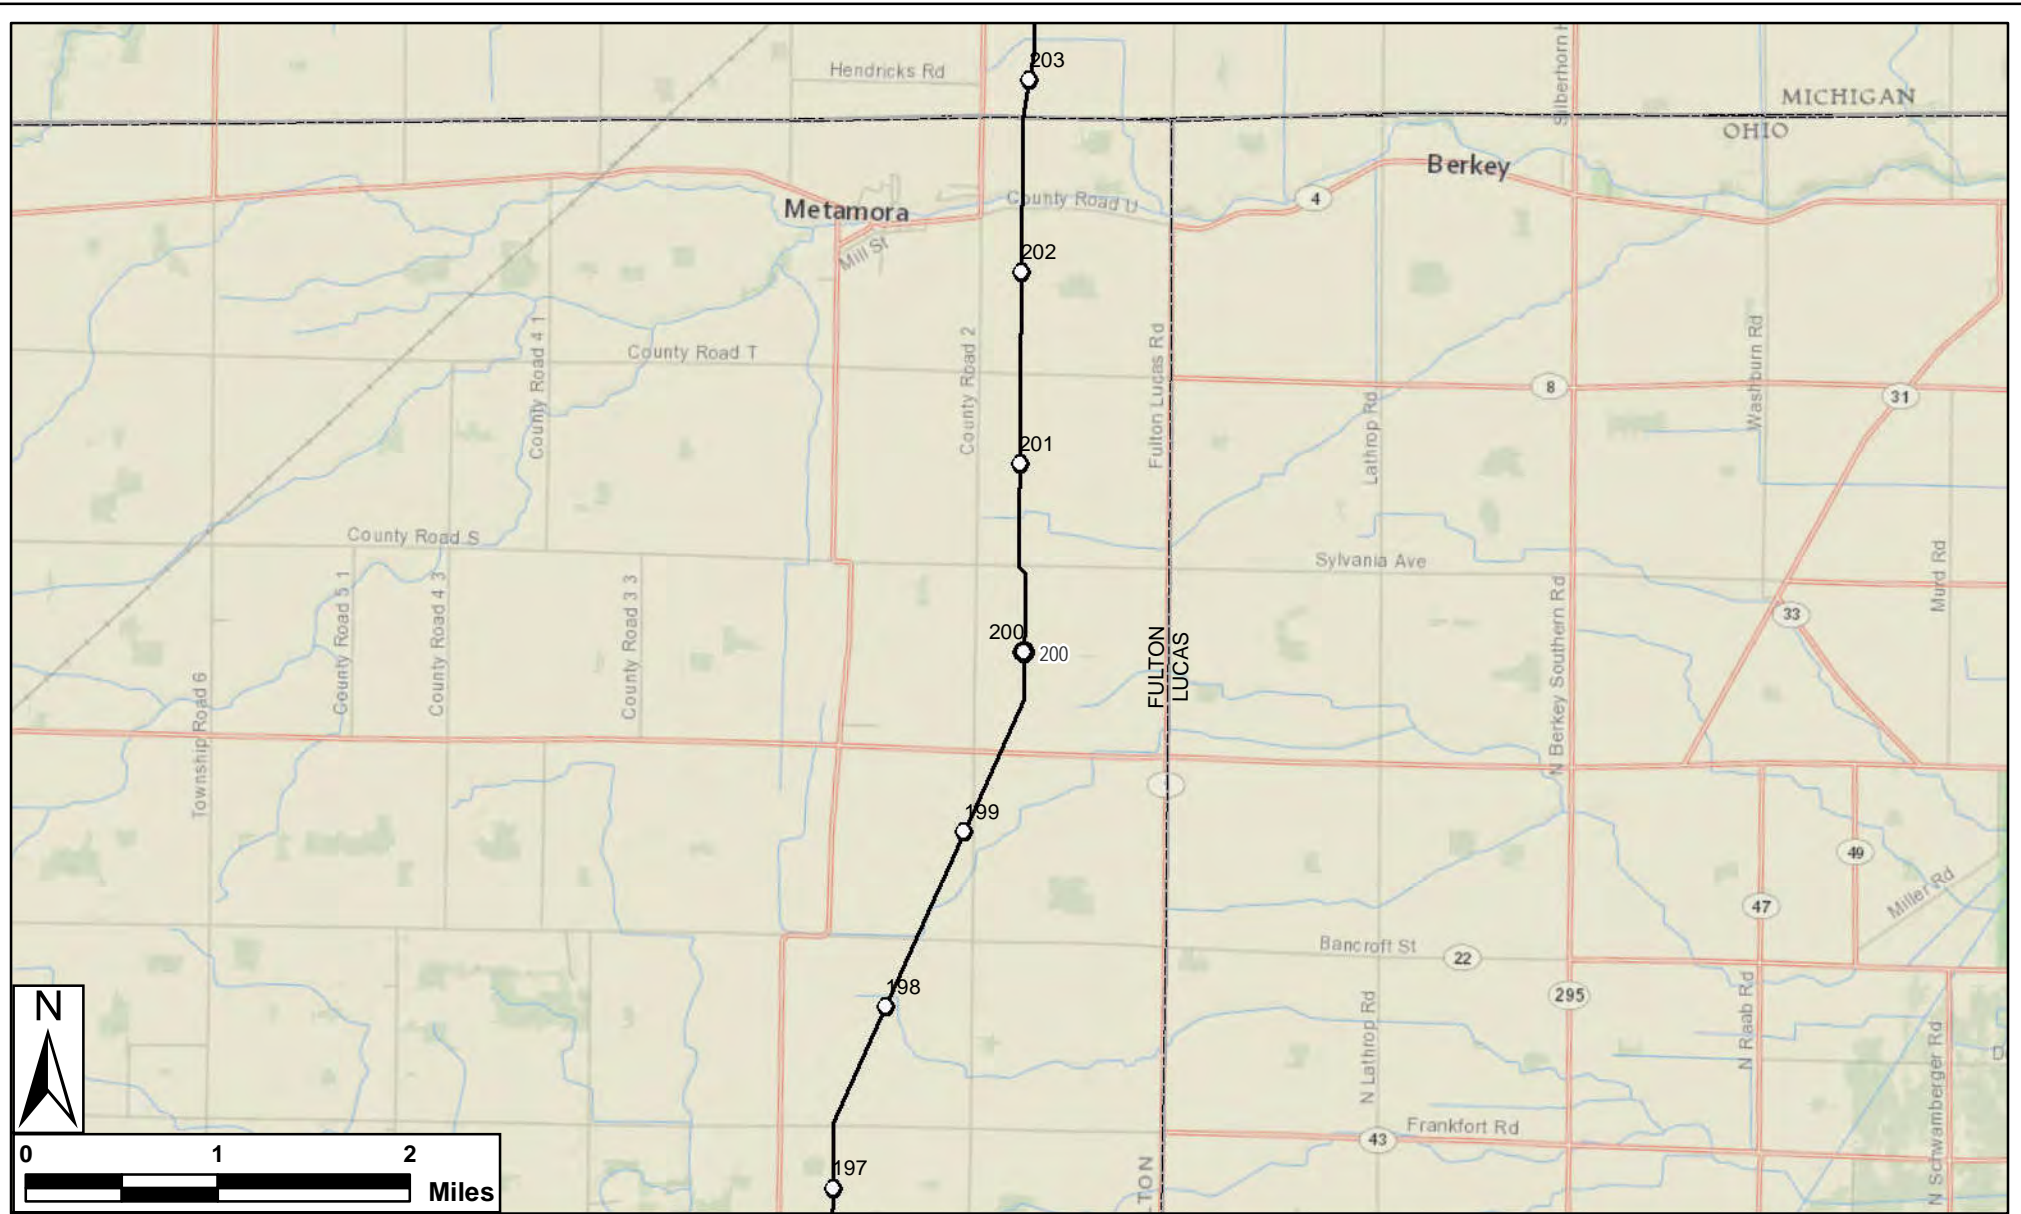 203
Hendricks Rd
Silberhorn
MICHIGAN
OHIO
Berkey
4
County Road U
Metamora
Mill St
202
County Road 4 1
County Road T
County Road 2
Fulton Lucas Rd
Lathrop Rd
8
Washburn Rd
31
201
County Road S
Sylvania Ave
County Road 5 1
County Road 4 3
County Road 3 3
200
200
FULTON
LUCAS
N Berkey Southern Rd
33
Murd Rd
Township Road 6
199
49
47
Miller Rd
Bancroft St
22
198
295
N Lathrop Rd
N Raab Rd
N Schwamberger Rd
D
N
Frankfort Rd
43
197
TON
0 1 2
Miles